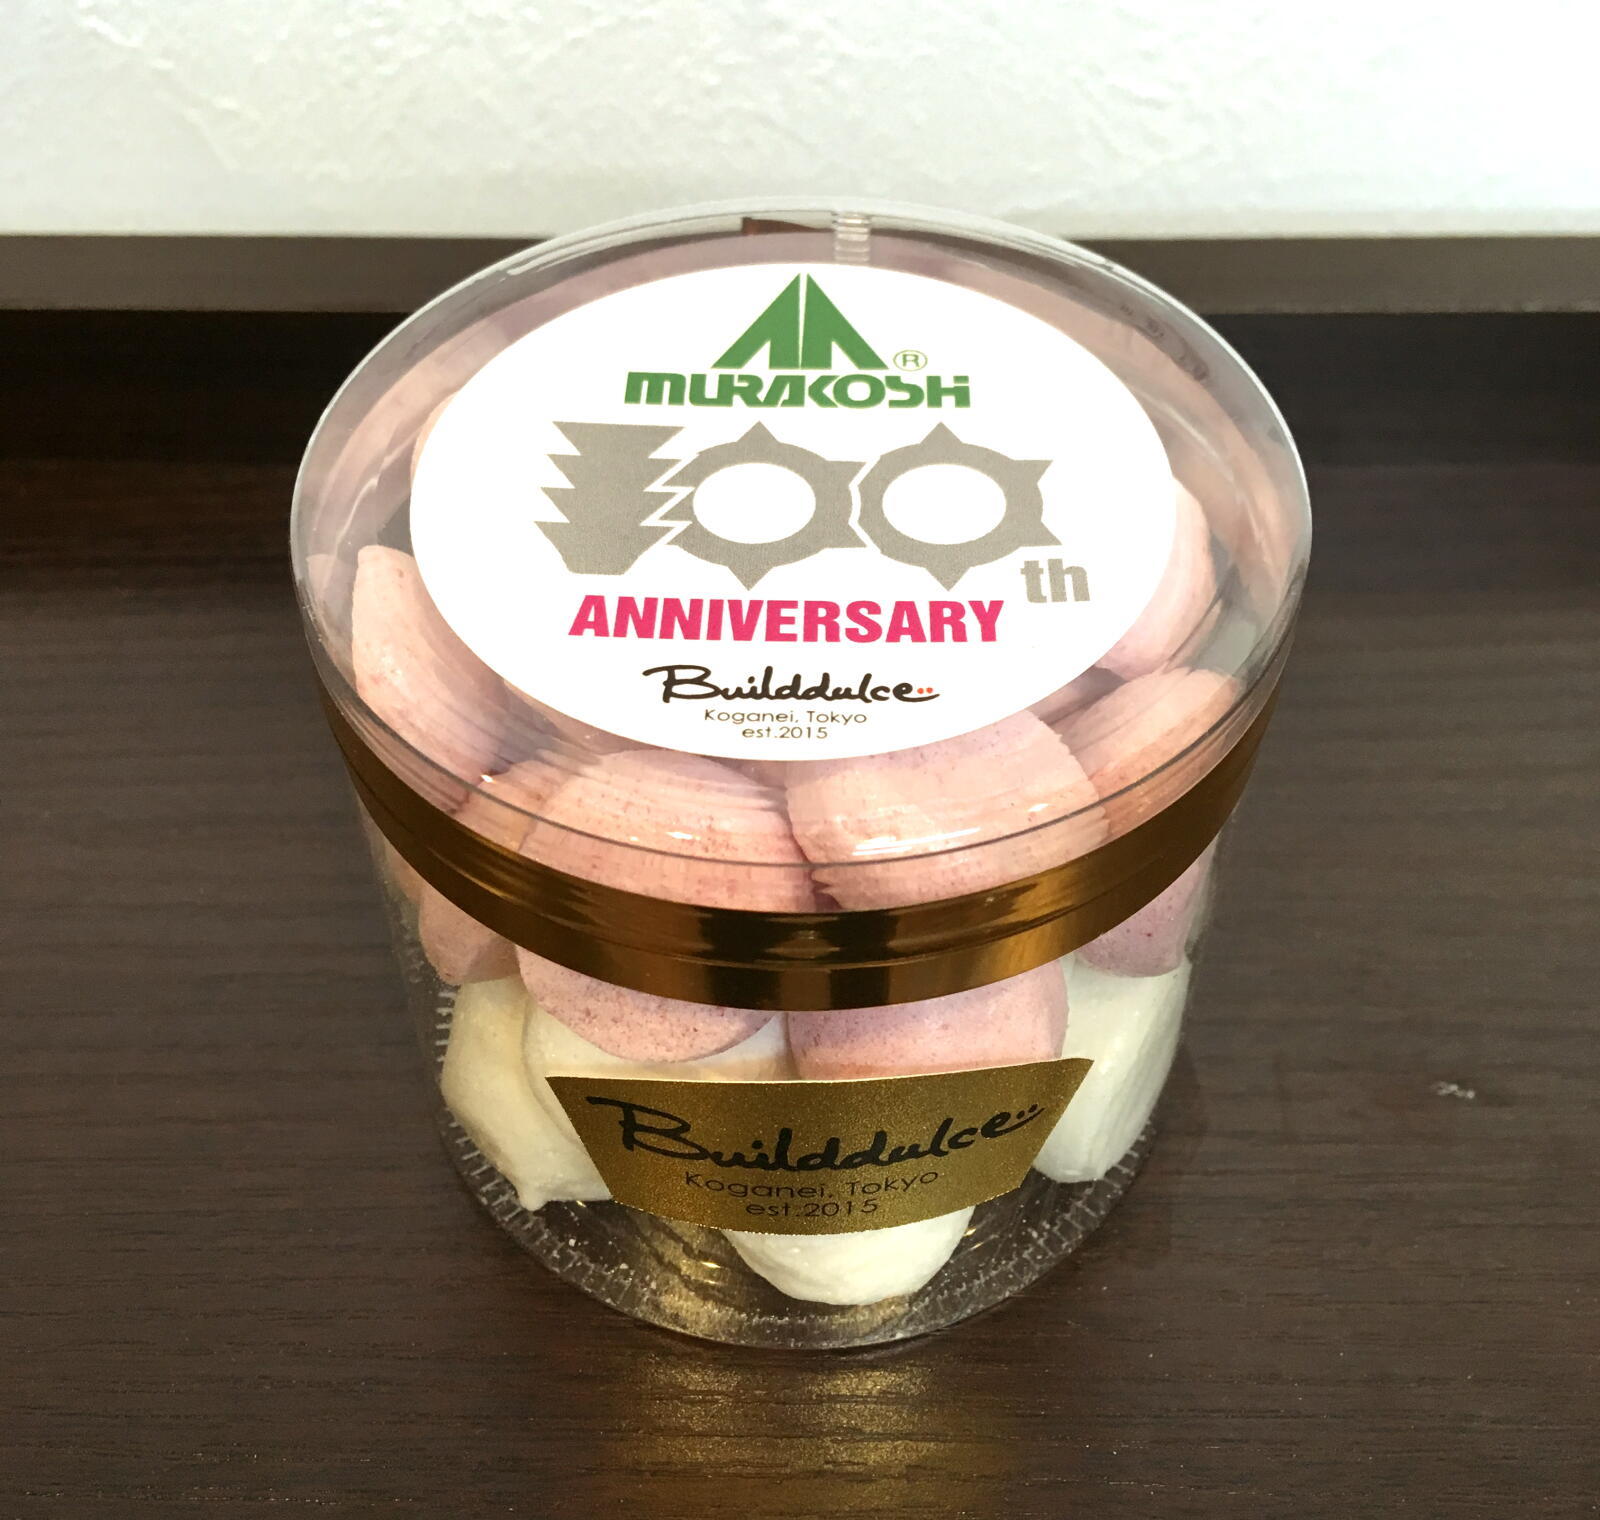 MURAKOSHI ®
100th
ANNIVERSARY
Builddulce
Koganei, Tokyo
est.2015
Builddulce
Koganei, Tokyo
est.2015